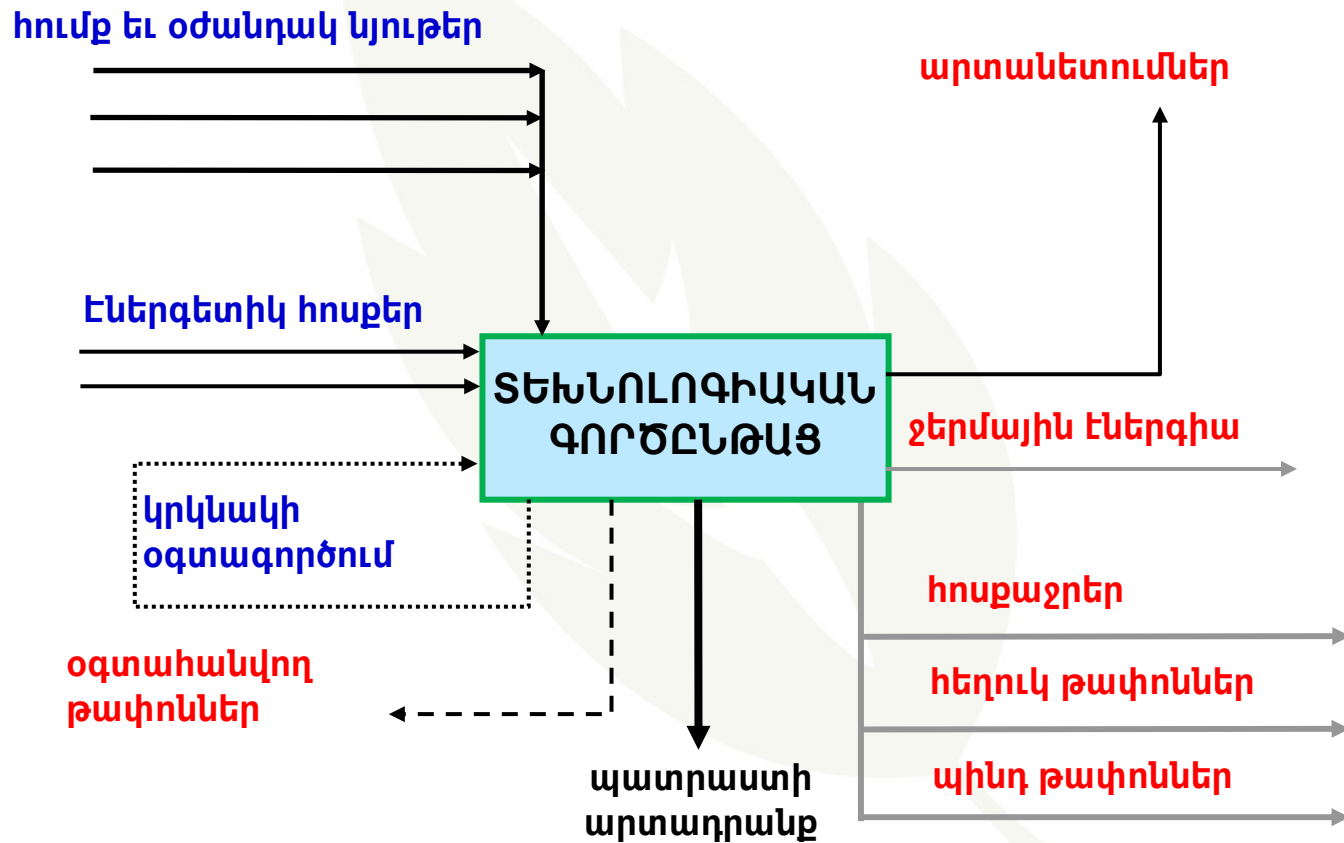 հումք եւ օժանդակ նյութեր
արտանետումներ
Էներգետիկ հոսքեր
ՏԵԽՆՈԼՈԳԻԱԿԱՆ
ԳՈՐԾԸՆԹԱՑ
ջերմային էներգիա
կրկնակի
օգտագործում
հոսքաջրեր
օգտահանվող
թափոններ
հեղուկ թափոններ
պատրաստի
արտադրանք
պինդ թափոններ